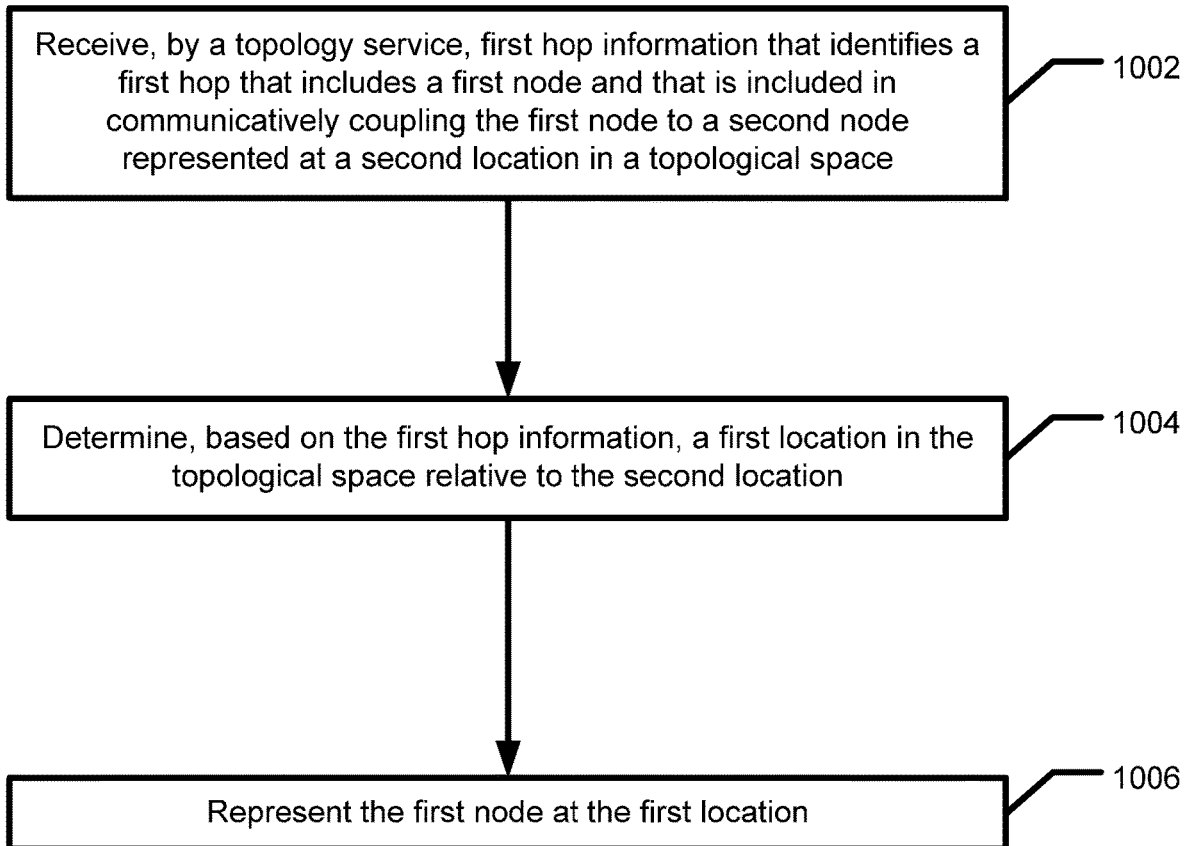 Receive, by a topology service, first hop information that identifies a
first hop that includes a first node and that is included in
communicatively coupling the first node to a second node
represented at a second location in a topological space
1002
Determine, based on the first hop information, a first location in the
topological space relative to the second location
1004
Represent the first node at the first location
1006